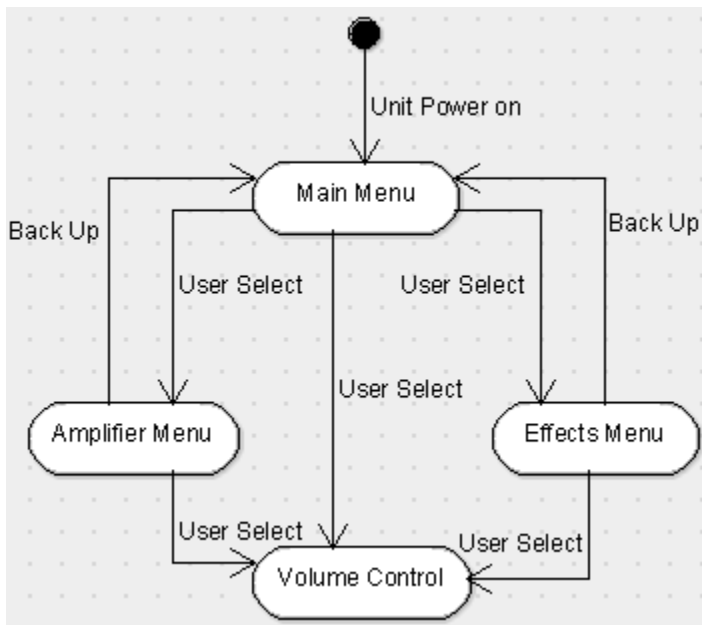 Unit Power on
Main Menu
Back Up
Back Up
User Select
User Select
User Select
Amplifier Menu
Effects Menu
User Select
User Select
Volume Control